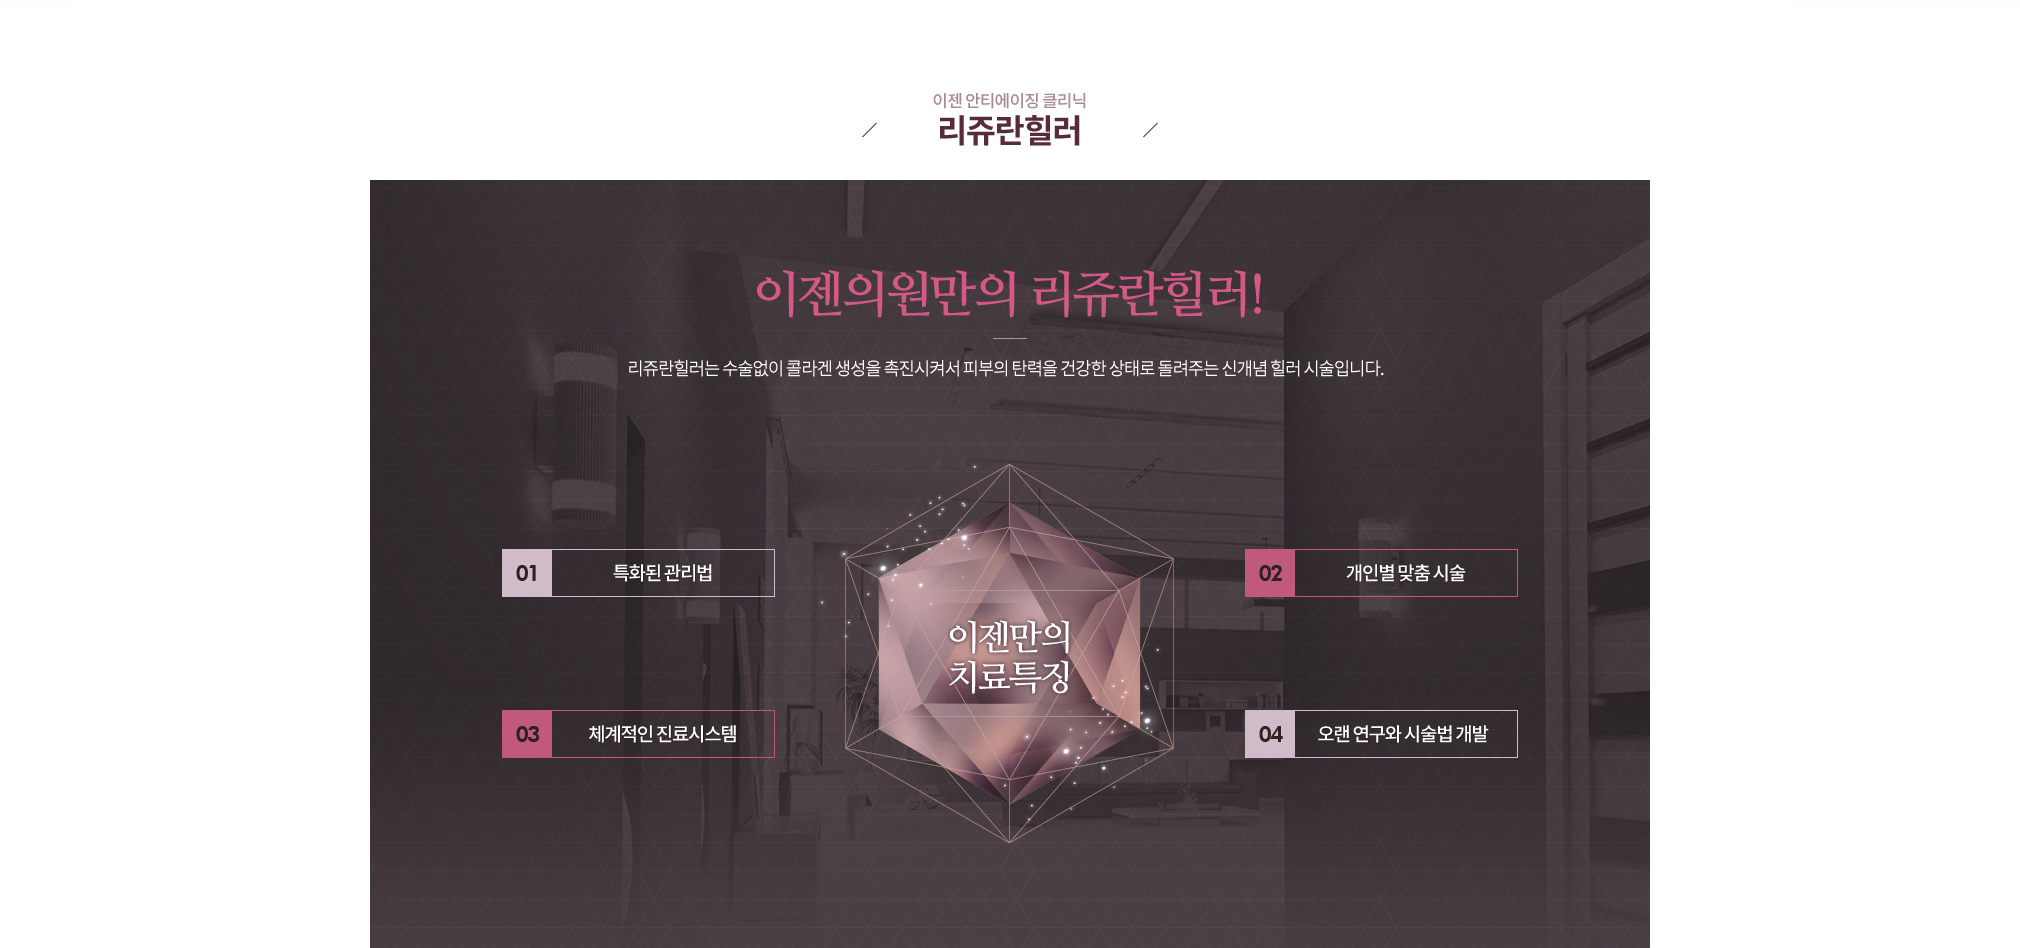 이젠 안티에이징 클리닉
리쥬란힐러
이젠의원만의 리쥬란힐러!
리쥬란힐러는 수술없이 콜라겐 생성을 촉진시켜서 피부의 탄력을 건강한 상태로 돌려주는 신개념 힐러 시술입니다.
01 특화된 관리법
02 개인별 맞춤 시술
이젠만의
치료특징
03 체계적인 진료시스템
04 오랜 연구와 시술법 개발